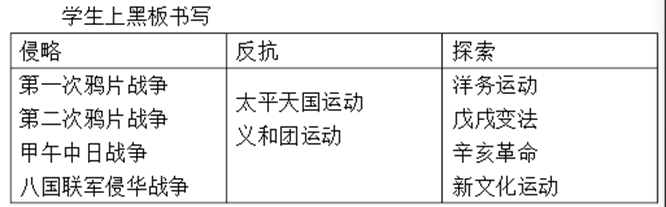 学生上黑板书写
侵略 反抗 探索
第一次鸦片战争 洋务运动
太平天国运动
第二次鸦片战争 戊戌变法
义和团运动
甲午中日战争 辛亥革命
八国联军侵华战争 新文化运动